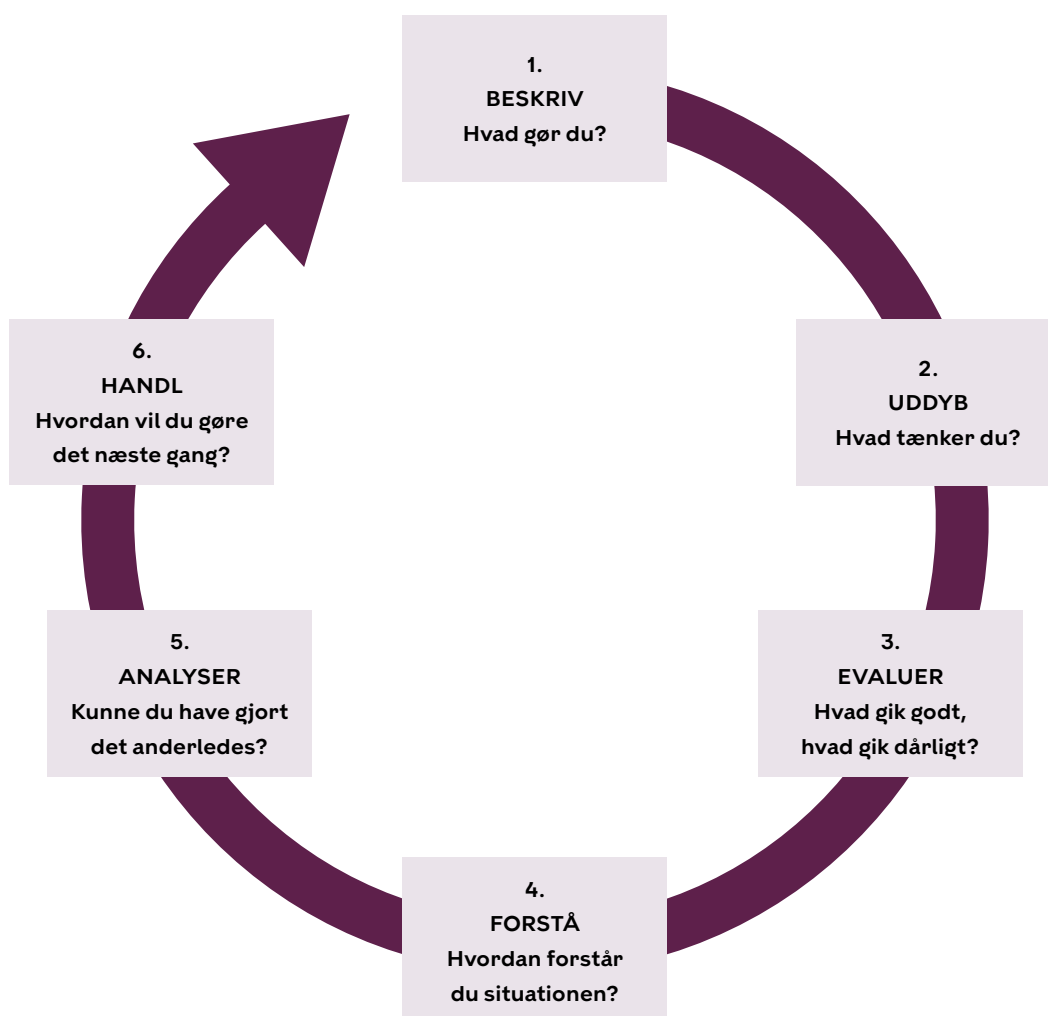 1.
BESKRIV
Hvad gør du?
2.
UDDYB
Hvad tænker du?
3.
EVALUER
Hvad gik godt,
hvad gik dårligt?
4.
FORSTÅ
Hvordan forstår
du situationen?
5.
ANALYSER
Kunne du have gjort
det anderledes?
6.
HANDL
Hvordan vil du gøre
det næste gang?